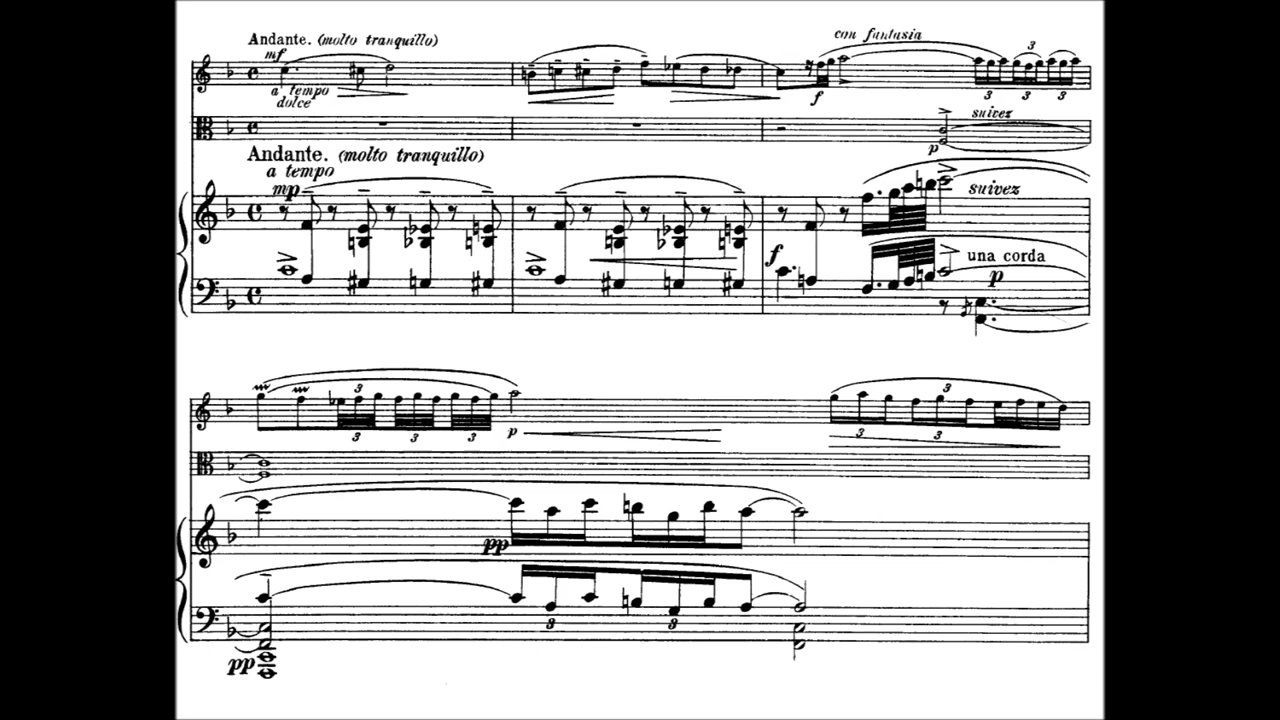 Andante. (molto tranquillo)
mf
con fantasia
a tempo
dolce
f
3
3 3 3
suivez
p
Andante. (molto tranquillo)
a tempo
mp
suivez
f
una corda
p
3
3 3 3
p
3
3 3
pp
3 3
pp